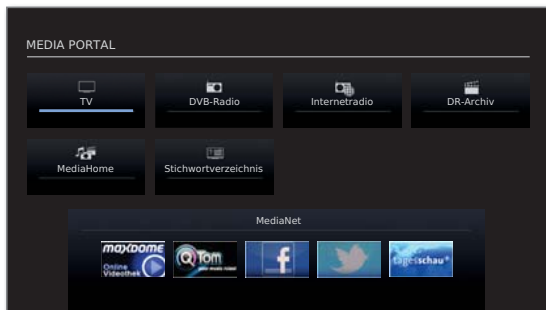 MEDIA PORTAL
TV
DVB-Radio
Internetradio
DR-Archiv
MediaHome
Stichwortverzeichnis
MediaNet
maxdome
Online
Videothek
QTom
f
tagesschau